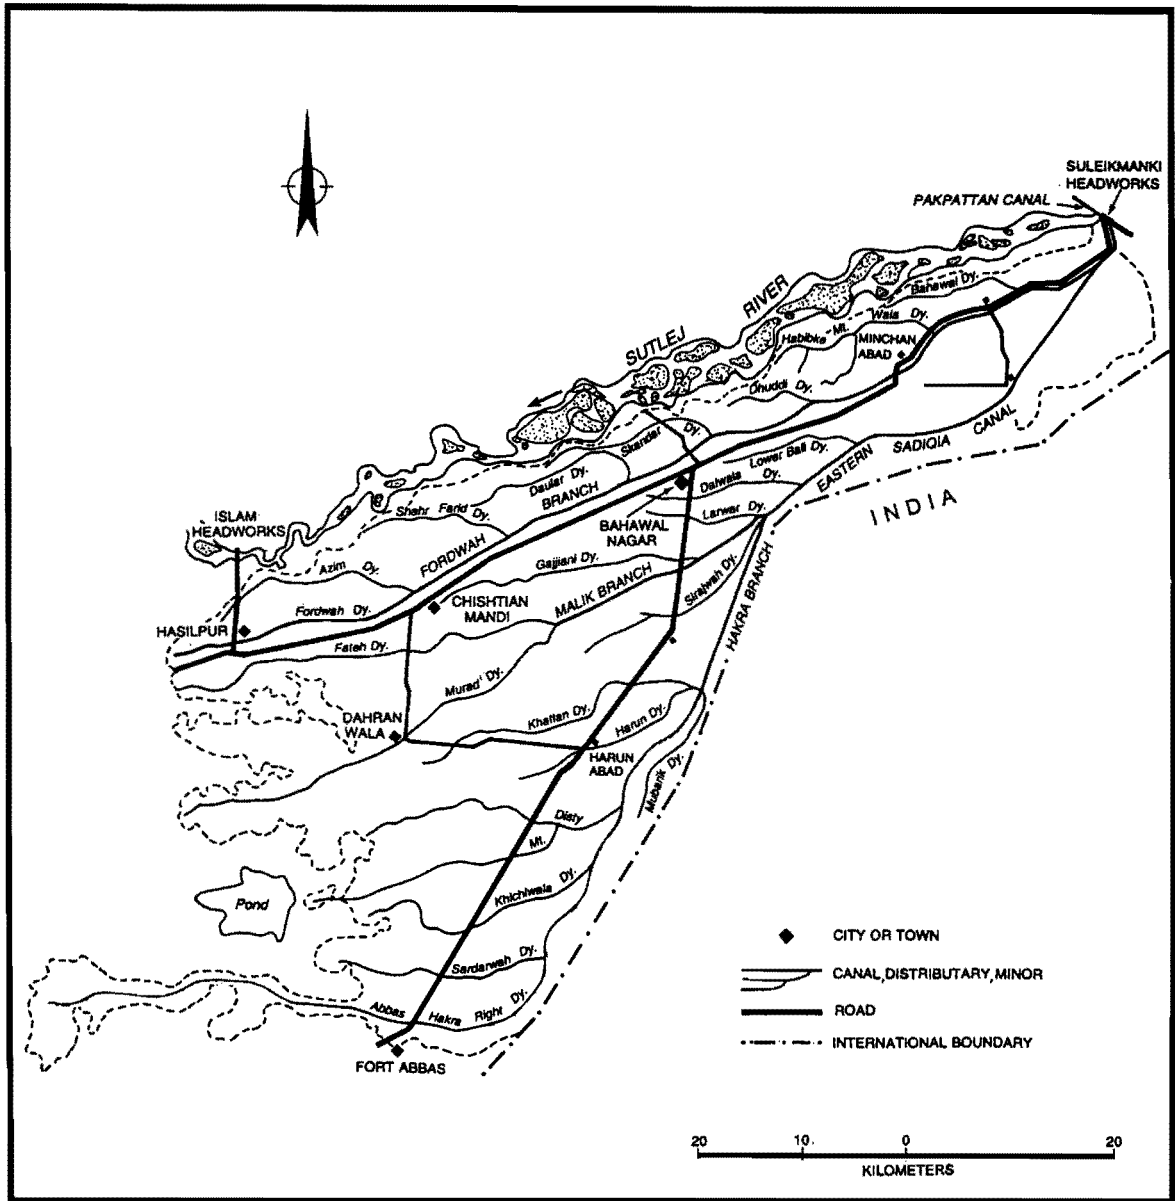 SULEIKMANKI
HEADWORKS
PAKPATTAN CANAL
SUTLEJ RIVER
Bahawal Dy.
Habibke Mt. Wala Dy.
MINCHAN
ABAD
Dhuddi Dy.
Skandar Dy.
Lower Bali Dy.
EASTERN SADIQIA CANAL
INDIA
Daular Dy.
Dalwala Dy.
FORDWAH BRANCH
BAHAWAL
NAGAR
Larwar Dy.
Shahr Farid Dy.
ISLAM
HEADWORKS
Azim Dy.
Gajjiani Dy.
MALIK BRANCH
Sirajwah Dy.
HAKRA BRANCH
Fordwah Dy.
CHISHTIAN
MANDI
HASILPUR
Fateh Dy.
Murad Dy.
DAHRAN
WALA
Khattan Dy.
Harun Dy.
HARUN
ABAD
Mubarik Dy.
Disty
Mt.
Khichiwala Dy.
Pond
Sardarwah Dy.
Abbas Hakra Right Dy.
FORT ABBAS
CITY OR TOWN
CANAL,DISTRIBUTARY,MINOR
ROAD
INTERNATIONAL BOUNDARY
20 10 0 20
KILOMETERS